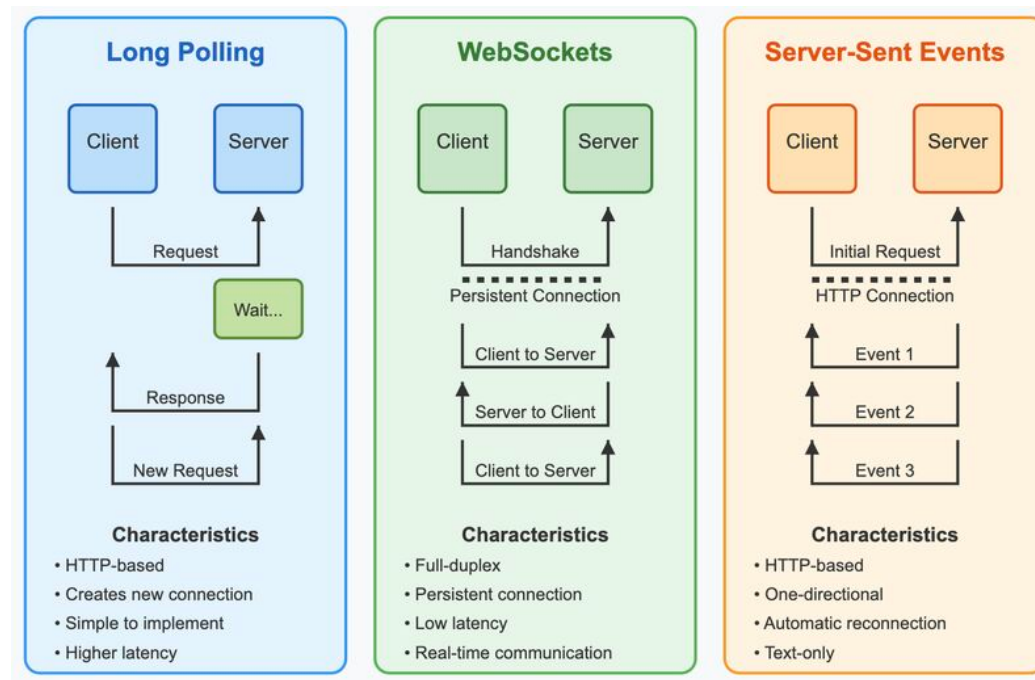 Long Polling
Client
Server
Request
Wait...
Response
New Request
Characteristics
• HTTP-based
• Creates new connection
• Simple to implement
• Higher latency
WebSockets
Client
Server
Handshake
Persistent Connection
Client to Server
Server to Client
Client to Server
Characteristics
• Full-duplex
• Persistent connection
• Low latency
• Real-time communication
Server-Sent Events
Client
Server
Initial Request
HTTP Connection
Event 1
Event 2
Event 3
Characteristics
• HTTP-based
• One-directional
• Automatic reconnection
• Text-only